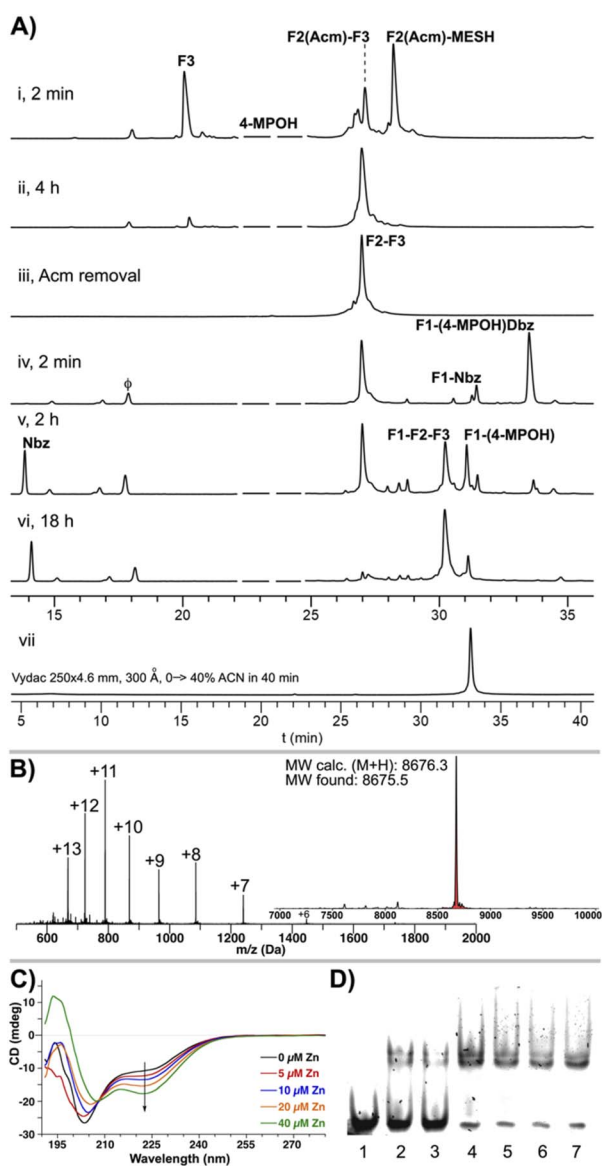 A)
F2(Acm)-F3 F2(Acm)-MESH
F3
i, 2 min
4-MPOH
ii, 4 h
F2-F3
iii, Acm removal
F1-(4-MPOH)Dbz
iv, 2 min
F1-Nbz
ϕ
v, 2 h
Nbz
F1-F2-F3 F1-(4-MPOH)
vi, 18 h
15 20 25 30 35
vii
Vydac 250x4.6 mm, 300 Å, 0→40% ACN in 40 min
5 10 15 20 25 30 35 40
t (min)
B)
+11
MW calc. (M+H): 8676.3
MW found: 8675.5
+12
+10
+13
+9
+8
+7
7000 7500 8000 8500 9000 9500 10000
+6
600 800 1000 1200 1400 1600 1800 2000
m/z (Da)
C)
CD (mdeg)
10
0
-10
-20
-30
0 µM Zn
5 µM Zn
10 µM Zn
20 µM Zn
40 µM Zn
195 210 230 250 270
Wavelength (nm)
D)
1 2 3 4 5 6 7